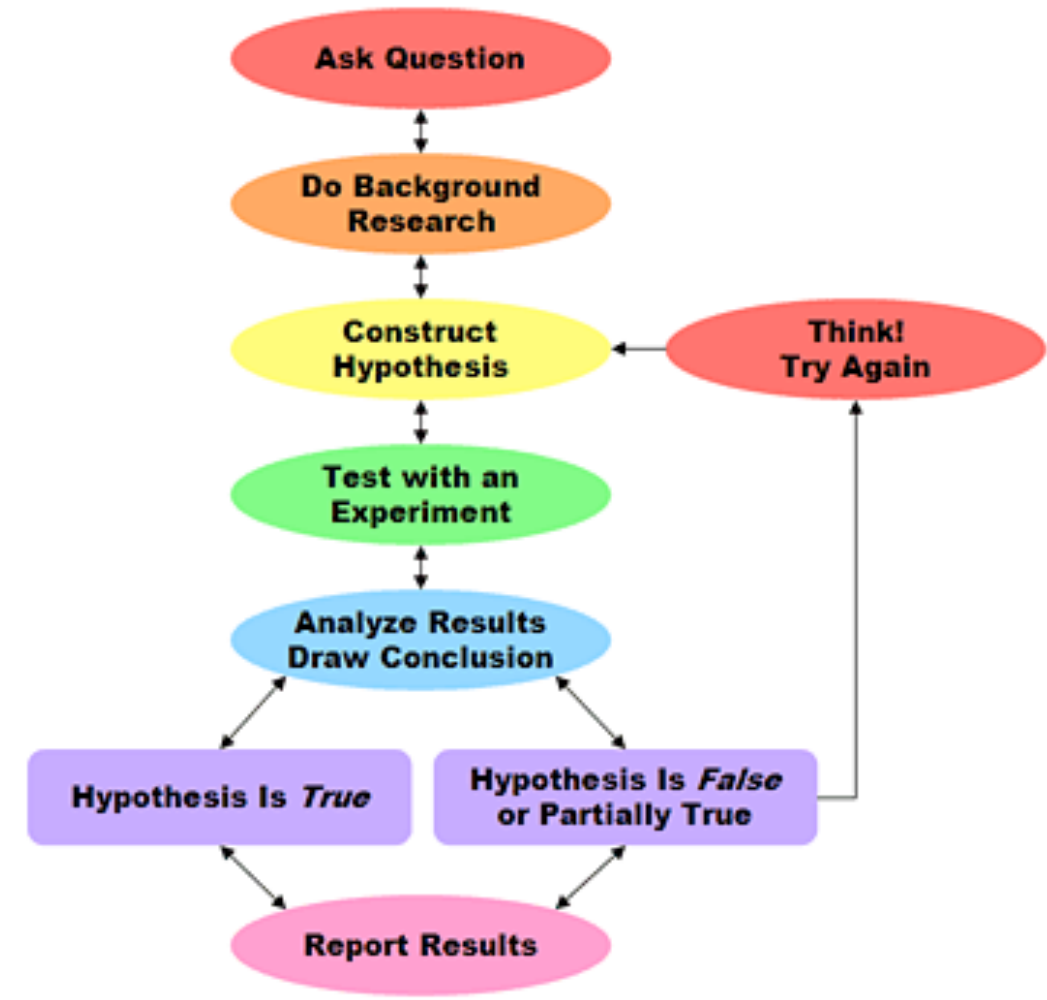 Ask Question
Do Background
Research
Construct
Hypothesis
Think!
Try Again
Test with an
Experiment
Analyze Results
Draw Conclusion
Hypothesis Is True
Hypothesis Is False
or Partially True
Report Results